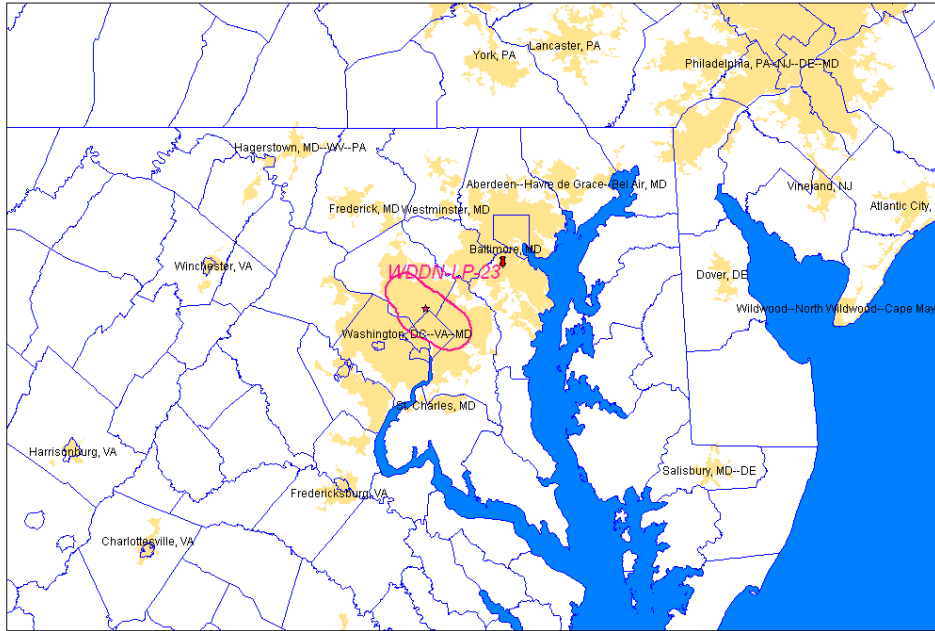 Lancaster, PA
York, PA
Philadelphia, PA--NJ--DE--MD
Hagerstown, MD--WV--PA
Aberdeen--Havre de Grace--Bel Air, MD
Vineland, NJ
Frederick, MD
Westminster, MD
Atlantic City,
Baltimore, MD
Winchester, VA
WDDN-LP-23
Dover, DE
Wildwood--North Wildwood--Cape May
Washington, DC--VA--MD
St. Charles, MD
Harrisonburg, VA
Salisbury, MD--DE
Fredericksburg, VA
Charlottesville, VA